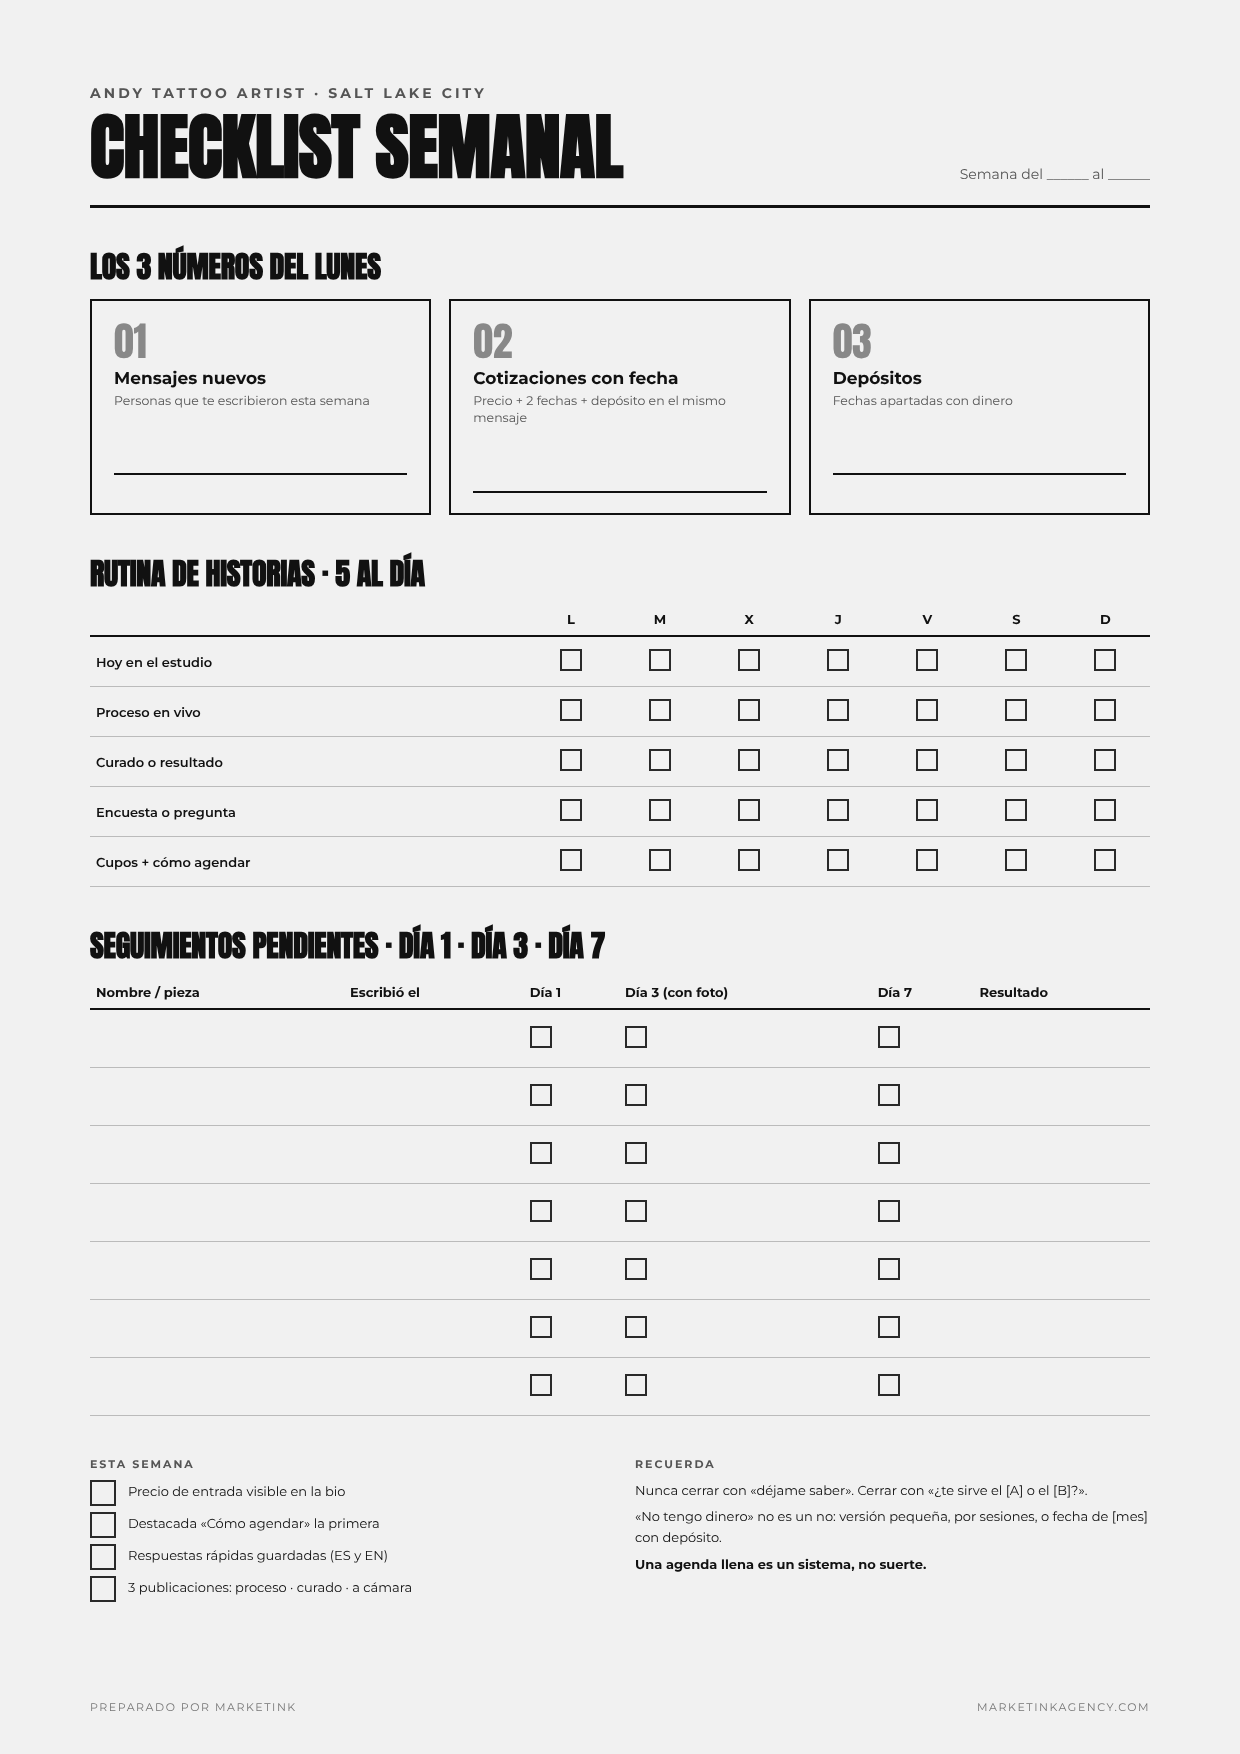 ANDY TATTOO ARTIST · SALT LAKE CITY
CHECKLIST SEMANAL
Semana del ______ al ______
LOS 3 NÚMEROS DEL LUNES
01
Mensajes nuevos
Personas que te escribieron esta semana
02
Cotizaciones con fecha
Precio + 2 fechas + depósito en el mismo
mensaje
03
Depósitos
Fechas apartadas con dinero
RUTINA DE HISTORIAS · 5 AL DÍA
L M X J V S D
Hoy en el estudio
Proceso en vivo
Curado o resultado
Encuesta o pregunta
Cupos + cómo agendar
SEGUIMIENTOS PENDIENTES · DÍA 1 · DÍA 3 · DÍA 7
Nombre / pieza Escribió el Día 1 Día 3 (con foto) Día 7 Resultado
ESTA SEMANA
Precio de entrada visible en la bio
Destacada «Cómo agendar» la primera
Respuestas rápidas guardadas (ES y EN)
3 publicaciones: proceso · curado · a cámara
RECUERDA
Nunca cerrar con «déjame saber». Cerrar con «¿te sirve el [A] o el [B]?».
«No tengo dinero» no es un no: versión pequeña, por sesiones, o fecha de [mes]
con depósito.
Una agenda llena es un sistema, no suerte.
PREPARADO POR MARKETINK
MARKETINKAGENCY.COM